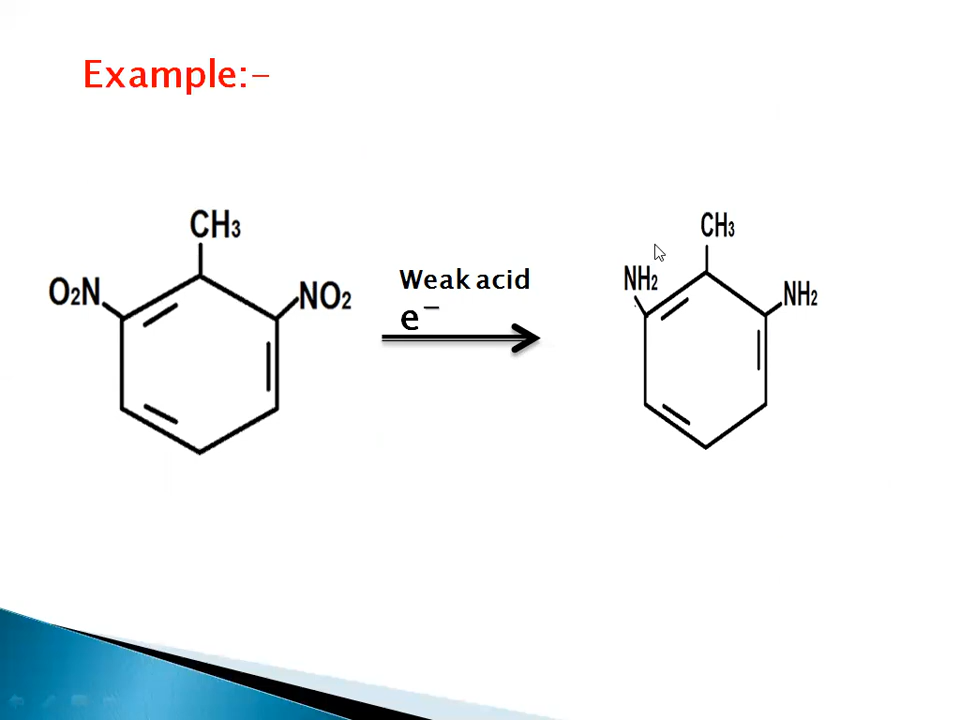 Example:-
CH3
O2N
NO2
Weak acid
e−
CH3
NH2
NH2